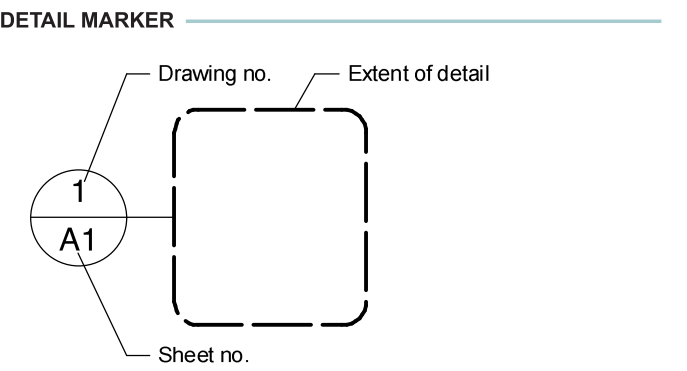 DETAIL MARKER
Drawing no.
Extent of detail
1
A1
Sheet no.